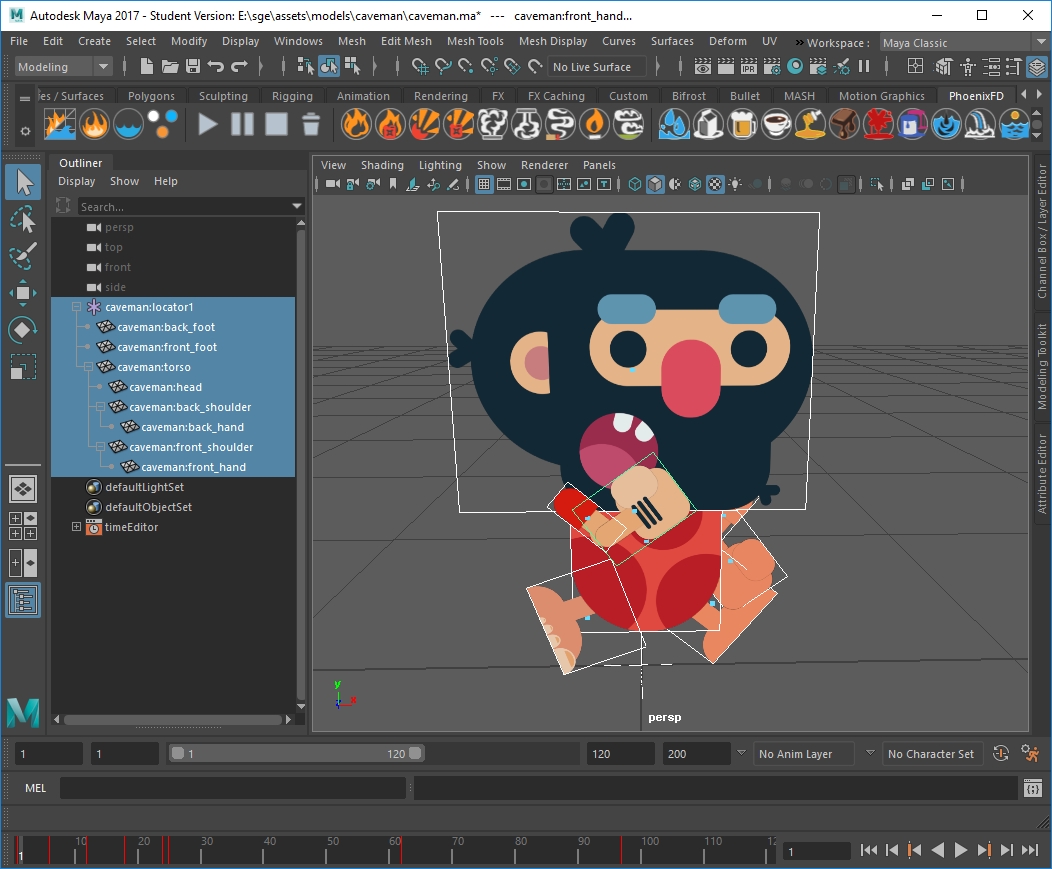 Autodesk Maya 2017 - Student Version: E:\sge\assets\models\caveman\caveman.ma* --- caveman:front_hand...
File Edit Create Select Modify Display Windows Mesh Edit Mesh Mesh Tools Mesh Display Curves Surfaces Deform UV » Workspace : Maya Classic
Modeling No Live Surface IPR
ies / Surfaces Polygons Sculpting Rigging Animation Rendering FX FX Caching Custom Bifrost Bullet MASH Motion Graphics PhoenixFD
Outliner
Display Show Help
Search...
persp
top
front
side
caveman:locator1
caveman:back_foot
caveman:front_foot
caveman:torso
caveman:head
caveman:back_shoulder
caveman:back_hand
caveman:front_shoulder
caveman:front_hand
defaultLightSet
defaultObjectSet
timeEditor
View Shading Lighting Show Renderer Panels
y
x
persp
Channel Box / Layer Editor
Modeling Toolkit
Attribute Editor
1 1 1 120 120 200 No Anim Layer No Character Set
MEL
10 20 30 40 50 60 70 80 90 100 110 12
1 1